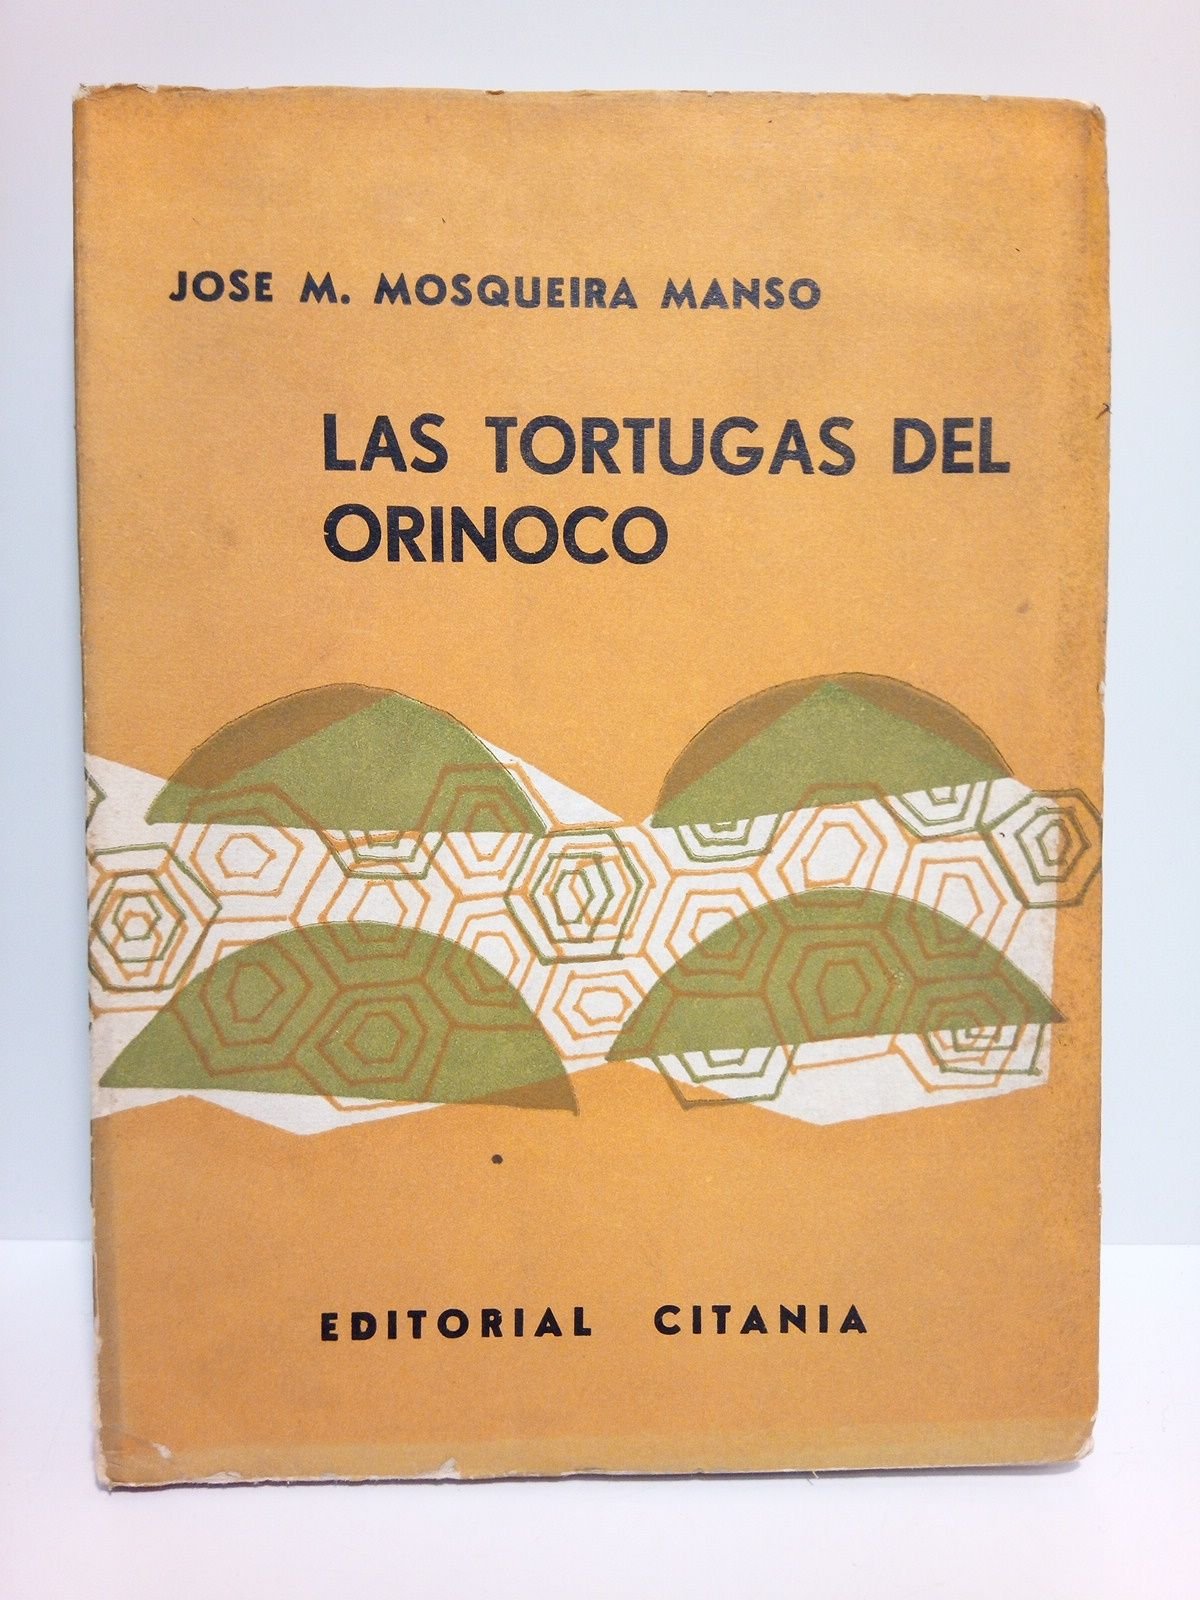 JOSE M. MOSQUEIRA MANSO
LAS TORTUGAS DEL
ORINOCO
EDITORIAL CITANIA